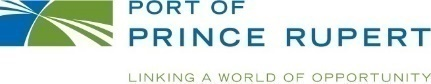 PORT OF
PRINCE RUPERT
LINKING A WORLD OF OPPORTUNITY